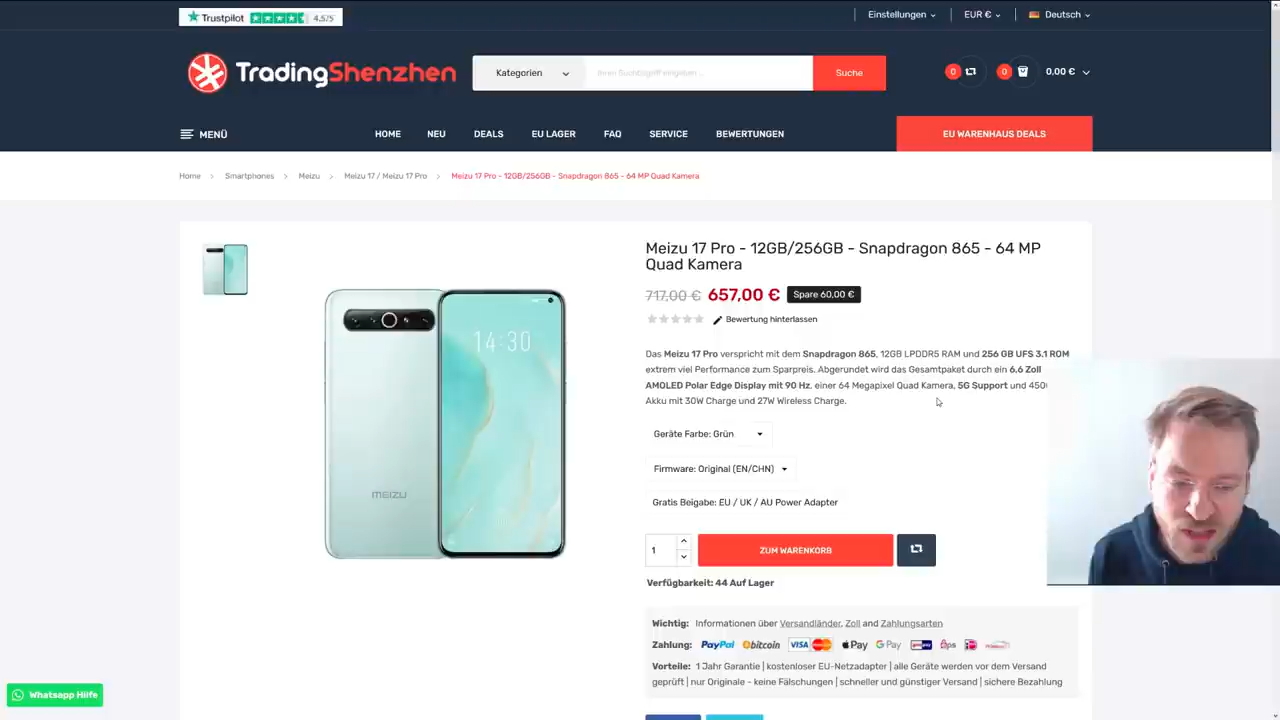 Trustpilot 4.5/5
Einstellungen EUR € Deutsch
TradingShenzhen Kategorien Ihren Suchbegriff eingeben ... Suche 0 0 0,00 €
MENÜ HOME NEU DEALS EU LAGER FAQ SERVICE BEWERTUNGEN EU WARENHAUS DEALS
Home > Smartphones > Meizu > Meizu 17 / Meizu 17 Pro > Meizu 17 Pro - 12GB/256GB - Snapdragon 865 - 64 MP Quad Kamera
Meizu 17 Pro - 12GB/256GB - Snapdragon 865 - 64 MP
Quad Kamera
717,00 € 657,00 € Spare 60,00 €
Bewertung hinterlassen
14:30
MEIZU
Das Meizu 17 Pro verspricht mit dem Snapdragon 865, 12GB LPDDR5 RAM und 256 GB UFS 3.1 ROM
extrem viel Performance zum Sparpreis. Abgerundet wird das Gesamtpaket durch ein 6.6 Zoll
AMOLED Polar Edge Display mit 90 Hz, einer 64 Megapixel Quad Kamera, 5G Support und 450
Akku mit 30W Charge und 27W Wireless Charge.
Geräte Farbe: Grün
Firmware: Original (EN/CHN)
Gratis Beigabe: EU / UK / AU Power Adapter
1 ZUM WARENKORB
Verfügbarkeit: 44 Auf Lager
Wichtig: Informationen über Versandländer, Zoll and Zahlungsarten
Zahlung: PayPal bitcoin VISA Pay G Pay eps
Vorteile: 1 Jahr Garantie | kostenloser EU-Netzadapter | alle Geräte werden vor dem Versand
geprüft | nur Originale - keine Fälschungen | schneller und günstiger Versand | sichere Bezahlung
Whatsapp Hilfe